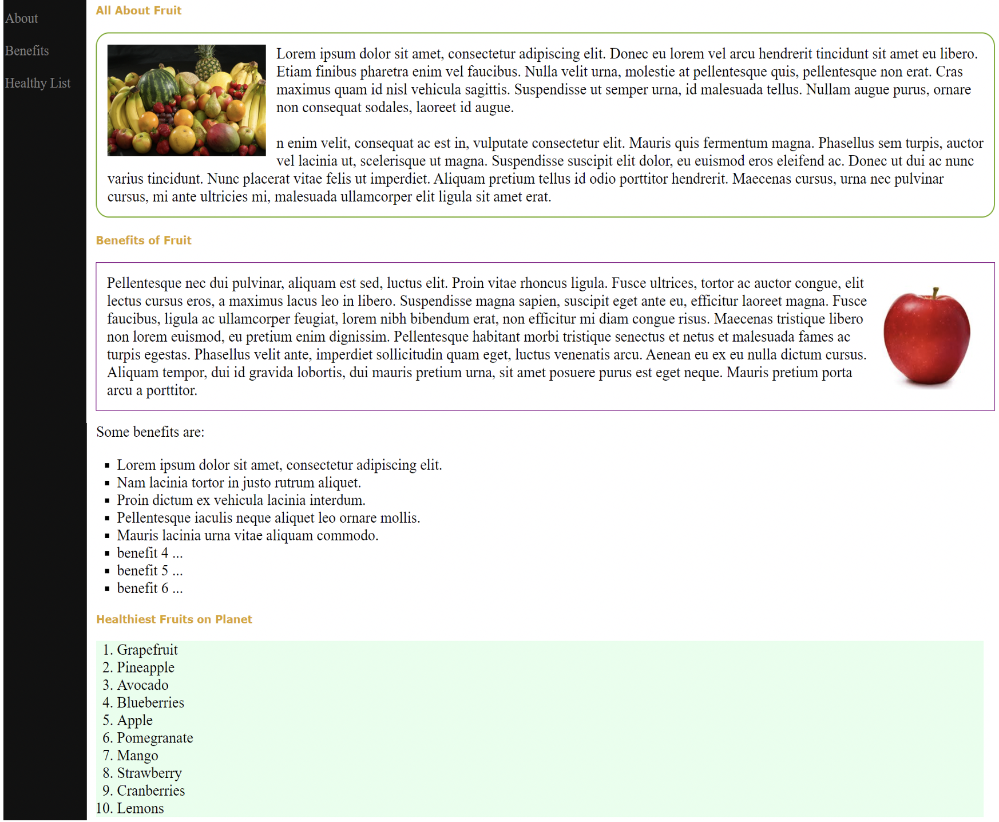 About
Benefits
Healthy List
All About Fruit
Lorem ipsum dolor sit amet, consectetur adipiscing elit. Donec eu lorem vel arcu hendrerit tincidunt sit amet eu libero.
Etiam finibus pharetra enim vel faucibus. Nulla velit urna, molestie at pellentesque quis, pellentesque non erat. Cras
maximus quam id nisl vehicula sagittis. Suspendisse ut semper urna, id malesuada tellus. Nullam augue purus, ornare
non consequat sodales, laoreet id augue.
n enim velit, consequat ac est in, vulputate consectetur elit. Mauris quis fermentum magna. Phasellus sem turpis, auctor
vel lacinia ut, scelerisque ut magna. Suspendisse suscipit elit dolor, eu euismod eros eleifend ac. Donec ut dui ac nunc
varius tincidunt. Nunc placerat vitae felis ut imperdiet. Aliquam pretium tellus id odio porttitor hendrerit. Maecenas cursus, urna nec pulvinar
cursus, mi ante ultricies mi, malesuada ullamcorper elit ligula sit amet erat.
Benefits of Fruit
Pellentesque nec dui pulvinar, aliquam est sed, luctus elit. Proin vitae rhoncus ligula. Fusce ultrices, tortor ac auctor congue, elit
lectus cursus eros, a maximus lacus leo in libero. Suspendisse magna sapien, suscipit eget ante eu, efficitur laoreet magna. Fusce
faucibus, ligula ac ullamcorper feugiat, lorem nibh bibendum erat, non efficitur mi diam congue risus. Maecenas tristique libero
non lorem euismod, eu pretium enim dignissim. Pellentesque habitant morbi tristique senectus et netus et malesuada fames ac
turpis egestas. Phasellus velit ante, imperdiet sollicitudin quam eget, luctus venenatis arcu. Aenean eu ex eu nulla dictum cursus.
Aliquam tempor, dui id gravida lobortis, dui mauris pretium urna, sit amet posuere purus est eget neque. Mauris pretium porta
arcu a porttitor.
Some benefits are:
▪ Lorem ipsum dolor sit amet, consectetur adipiscing elit.
▪ Nam lacinia tortor in justo rutrum aliquet.
▪ Proin dictum ex vehicula lacinia interdum.
▪ Pellentesque iaculis neque aliquet leo ornare mollis.
▪ Mauris lacinia urna vitae aliquam commodo.
▪ benefit 4 ...
▪ benefit 5 ...
▪ benefit 6 ...
Healthiest Fruits on Planet
1. Grapefruit
2. Pineapple
3. Avocado
4. Blueberries
5. Apple
6. Pomegranate
7. Mango
8. Strawberry
9. Cranberries
10. Lemons